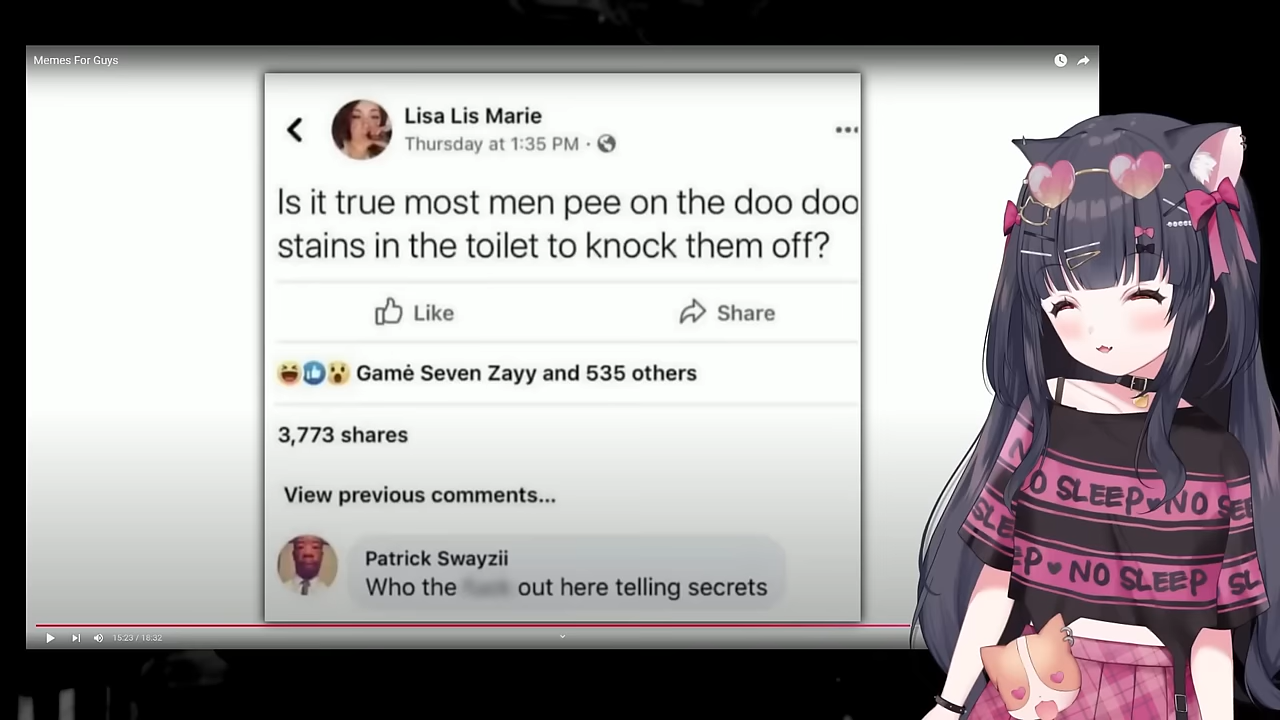 Memes For Guys
Lisa Lis Marie
Thursday at 1:35 PM ·
Is it true most men pee on the doo doo
stains in the toilet to knock them off?
Like
Share
Gamė Seven Zayy and 535 others
3,773 shares
View previous comments...
Patrick Swayzii
Who the out here telling secrets
15:23 / 18:32
NO SLEEP♥NO SEE
SLE
EP ♥ NO SLEEP SL